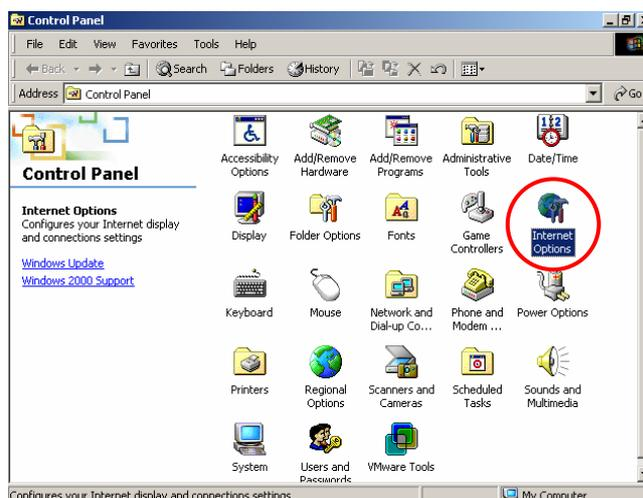 Control Panel
File Edit View Favorites Tools Help
Back Search Folders History
Address Control Panel Go
Control Panel
Internet Options
Configures your Internet display
and connections settings
Windows Update
Windows 2000 Support
Accessibility Options
Add/Remove Hardware
Add/Remove Programs
Administrative Tools
Date/Time
Display
Folder Options
Fonts
Game Controllers
Internet Options
Keyboard
Mouse
Network and Dial-up Co...
Phone and Modem ...
Power Options
Printers
Regional Options
Scanners and Cameras
Scheduled Tasks
Sounds and Multimedia
System
Users and Passwords
VMware Tools
Configures your Internet display and connections settings
My Computer